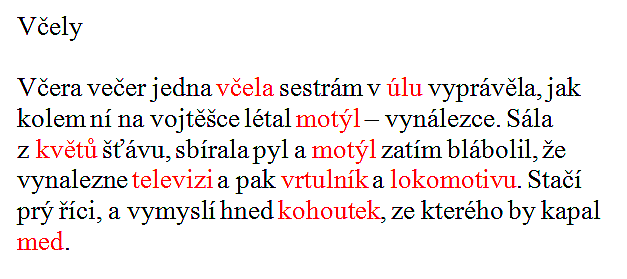 Včely
Včera večer jedna včela sestrám v úlu vyprávěla, jak
kolem ní na vojtěšce létal motýl – vynálezce. Sála
z květů šťávu, sbírala pyl a motýl zatím blábolil, že
vynalezne televizi a pak vrtulník a lokomotivu. Stačí
prý říci, a vymyslí hned kohoutek, ze kterého by kapal
med.